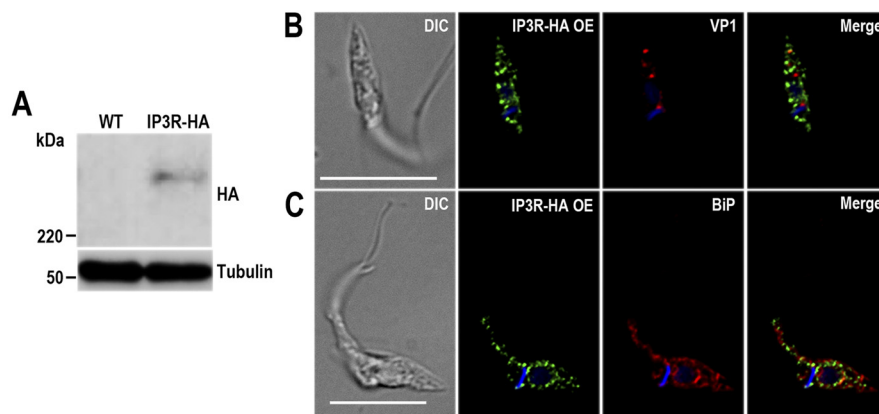 A
WT IP3R-HA
kDa
HA
220
50
Tubulin
B
DIC
IP3R-HA OE
VP1
Merge
C
DIC
IP3R-HA OE
BiP
Merge